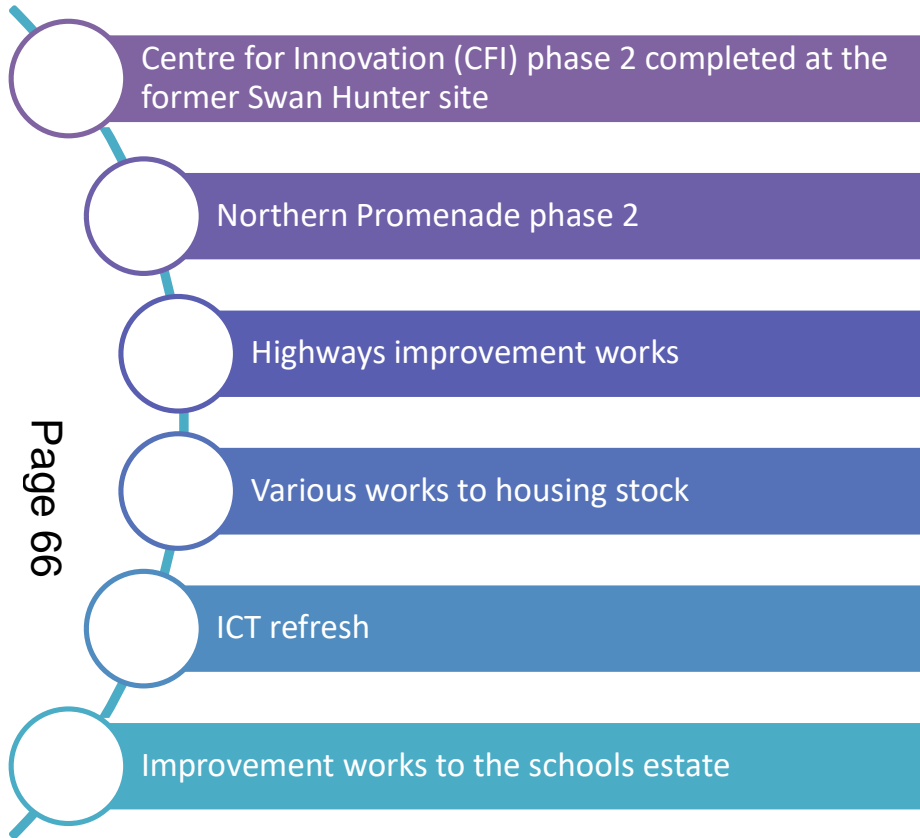 Centre for Innovation (CFI) phase 2 completed at the
former Swan Hunter site
Northern Promenade phase 2
Highways improvement works
Various works to housing stock
ICT refresh
Improvement works to the schools estate
Page 66